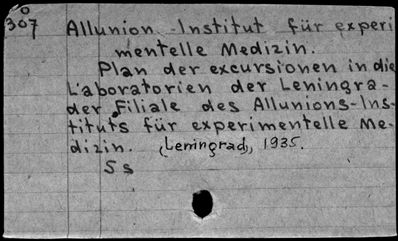 O
307 Allunion-Institut für experi
mentelle Medizin.
Plan der excursionen in die
Laboratorien der Leningra-
der Filiale des Allunions-Ins-
tituts für experimentelle Me-
dizin. (Leningrad), 1935.
Ss